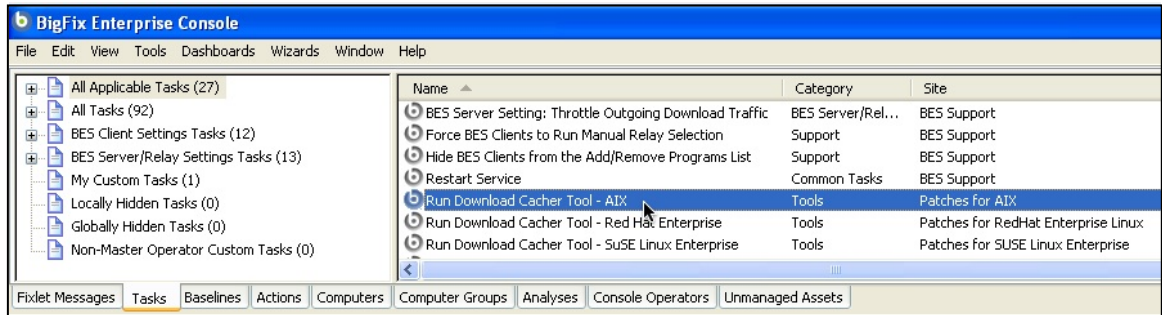 BigFix Enterprise Console
File Edit View Tools Dashboards Wizards Window Help
All Applicable Tasks (27)
All Tasks (92)
BES Client Settings Tasks (12)
BES Server/Relay Settings Tasks (13)
My Custom Tasks (1)
Locally Hidden Tasks (0)
Globally Hidden Tasks (0)
Non-Master Operator Custom Tasks (0)
Name Category Site
BES Server Setting: Throttle Outgoing Download Traffic BES Server/Rel... BES Support
Force BES Clients to Run Manual Relay Selection Support BES Support
Hide BES Clients from the Add/Remove Programs List Support BES Support
Restart Service Common Tasks BES Support
Run Download Cacher Tool - AIX Tools Patches for AIX
Run Download Cacher Tool - Red Hat Enterprise Tools Patches for RedHat Enterprise Linux
Run Download Cacher Tool - SuSE Linux Enterprise Tools Patches for SUSE Linux Enterprise
Fixlet Messages Tasks Baselines Actions Computers Computer Groups Analyses Console Operators Unmanaged Assets